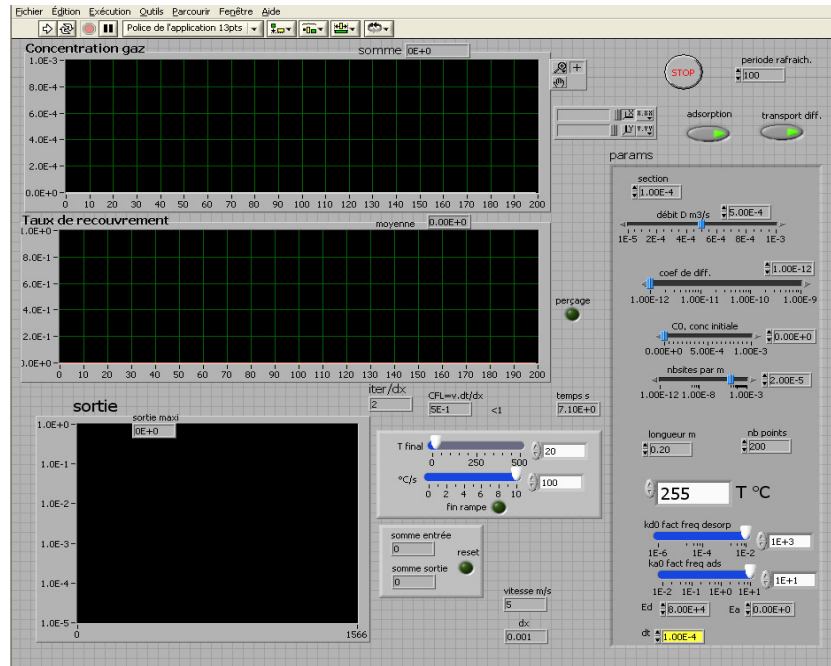 Fichier Édition Exécution Outils Parcourir Fenêtre Aide
Police de l'application 13pts
Concentration gaz
somme 0E+0
1.0E-3
8.0E-4
6.0E-4
4.0E-4
2.0E-4
0.0E+0
0 10 20 30 40 50 60 70 80 90 100 110 120 130 140 150 160 170 180 190 200
STOP
periode rafraich.
100
adsorption
transport diff.
Taux de recouvrement
moyenne 0.00E+0
1.0E+0
8.0E-1
6.0E-1
4.0E-1
2.0E-1
0.0E+0
0 10 20 30 40 50 60 70 80 90 100 110 120 130 140 150 160 170 180 190 200
perçage
params
section
1.00E-4
débit D m3/s 5.00E-4
1E-5 2E-4 4E-4 6E-4 8E-4 1E-3
coef de diff. 1.00E-12
1.00E-12 1.00E-11 1.00E-10 1.00E-9
C0, conc initiale 0.00E+0
0.00E+0 5.00E-4 1.00E-3
nbsites par m 2.00E-5
1.00E-12 1.00E-8 1.00E-3
longueur m
0.20
nb points
200
255 T °C
kd0 fact freq desorp
1E+3
1E-6 1E-4 1E-2
ka0 fact freq ads
1E+1
1E-2 1E-1 1E+0 1E+1
Ed 8.00E+4 Ea 0.00E+0
dt 1.00E-4
iter/dx
2
CFL=v.dt/dx
5E-1 <1
temps s
7.10E+0
sortie
sortie maxi
0E+0
1.0E+0
1.0E-1
1.0E-2
1.0E-3
1.0E-4
1.0E-5
0 1566
T final 20
0 250 500
°C/s 100
0 2 4 6 8 10
fin rampe
somme entrée
0
reset
somme sortie
0
vitesse m/s
5
dx
0.001